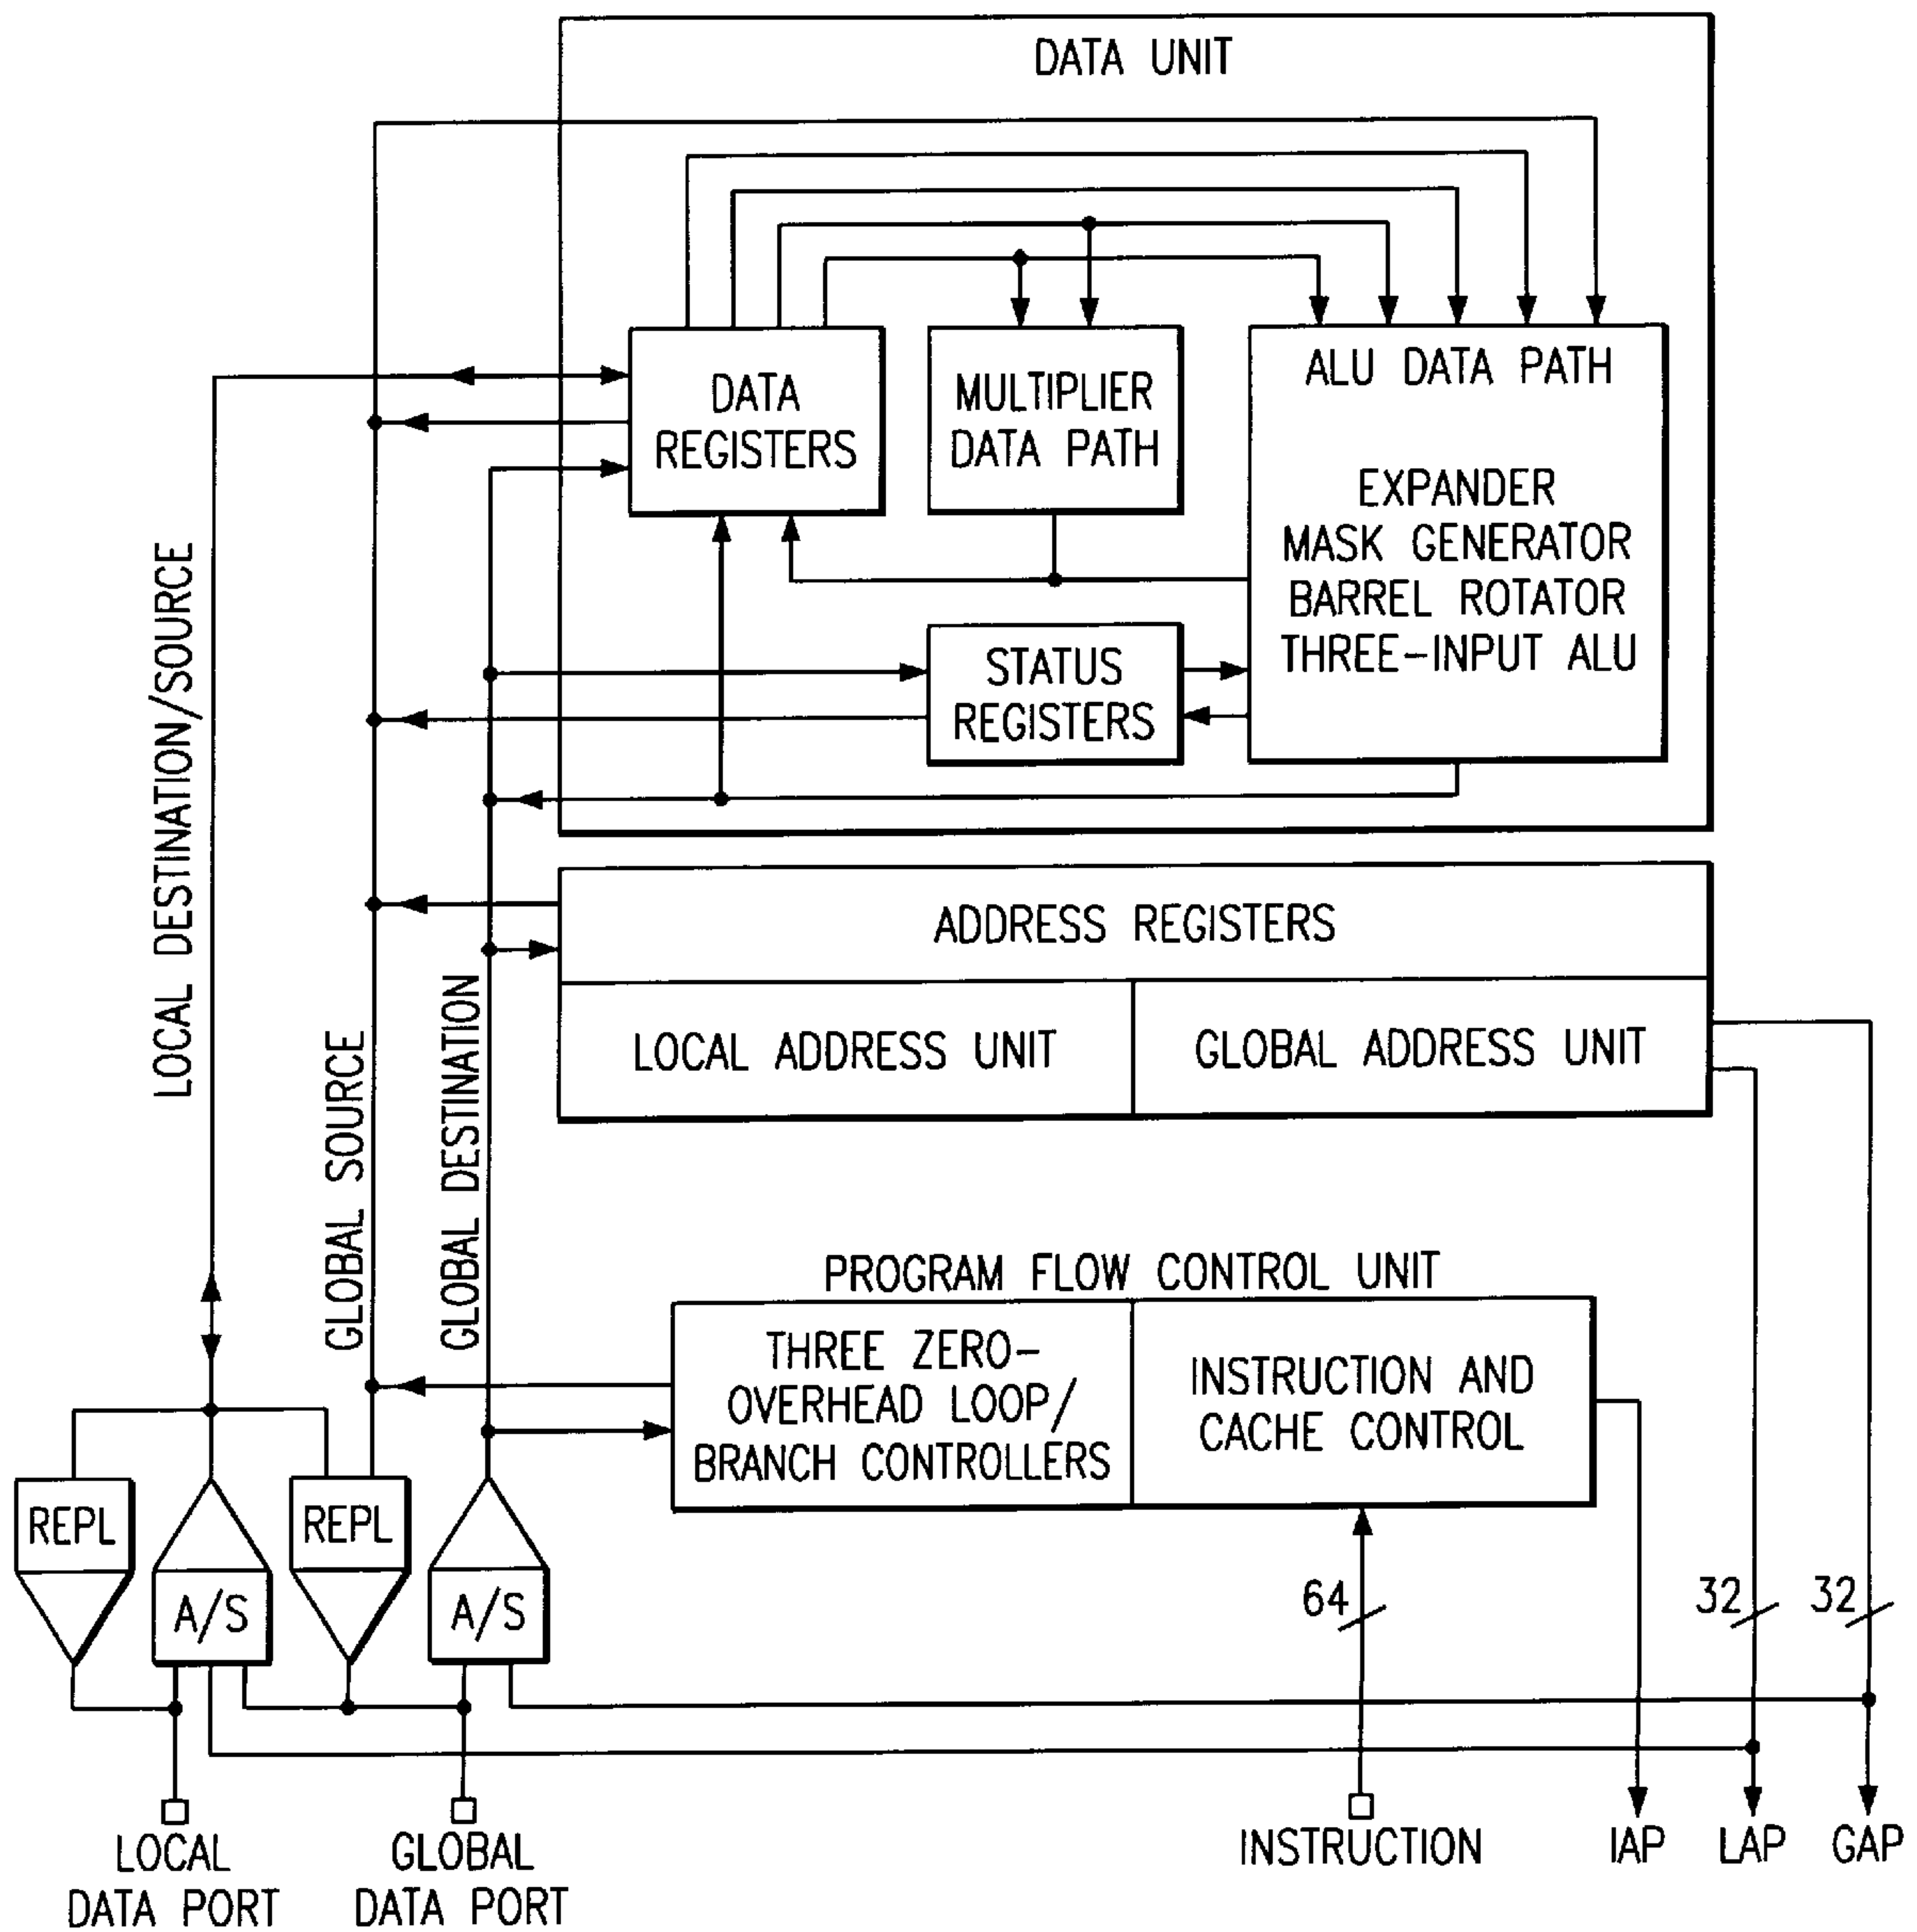 DATA UNIT
DATA
REGISTERS
MULTIPLIER
DATA PATH
ALU DATA PATH
EXPANDER
MASK GENERATOR
BARREL ROTATOR
THREE-INPUT ALU
STATUS
REGISTERS
LOCAL DESTINATION/SOURCE
GLOBAL SOURCE
GLOBAL DESTINATION
ADDRESS REGISTERS
LOCAL ADDRESS UNIT
GLOBAL ADDRESS UNIT
PROGRAM FLOW CONTROL UNIT
THREE ZERO-
OVERHEAD LOOP/
BRANCH CONTROLLERS
INSTRUCTION AND
CACHE CONTROL
REPL
A/S
REPL
A/S
64
32
32
LOCAL
DATA PORT
GLOBAL
DATA PORT
INSTRUCTION
IAP
LAP
GAP